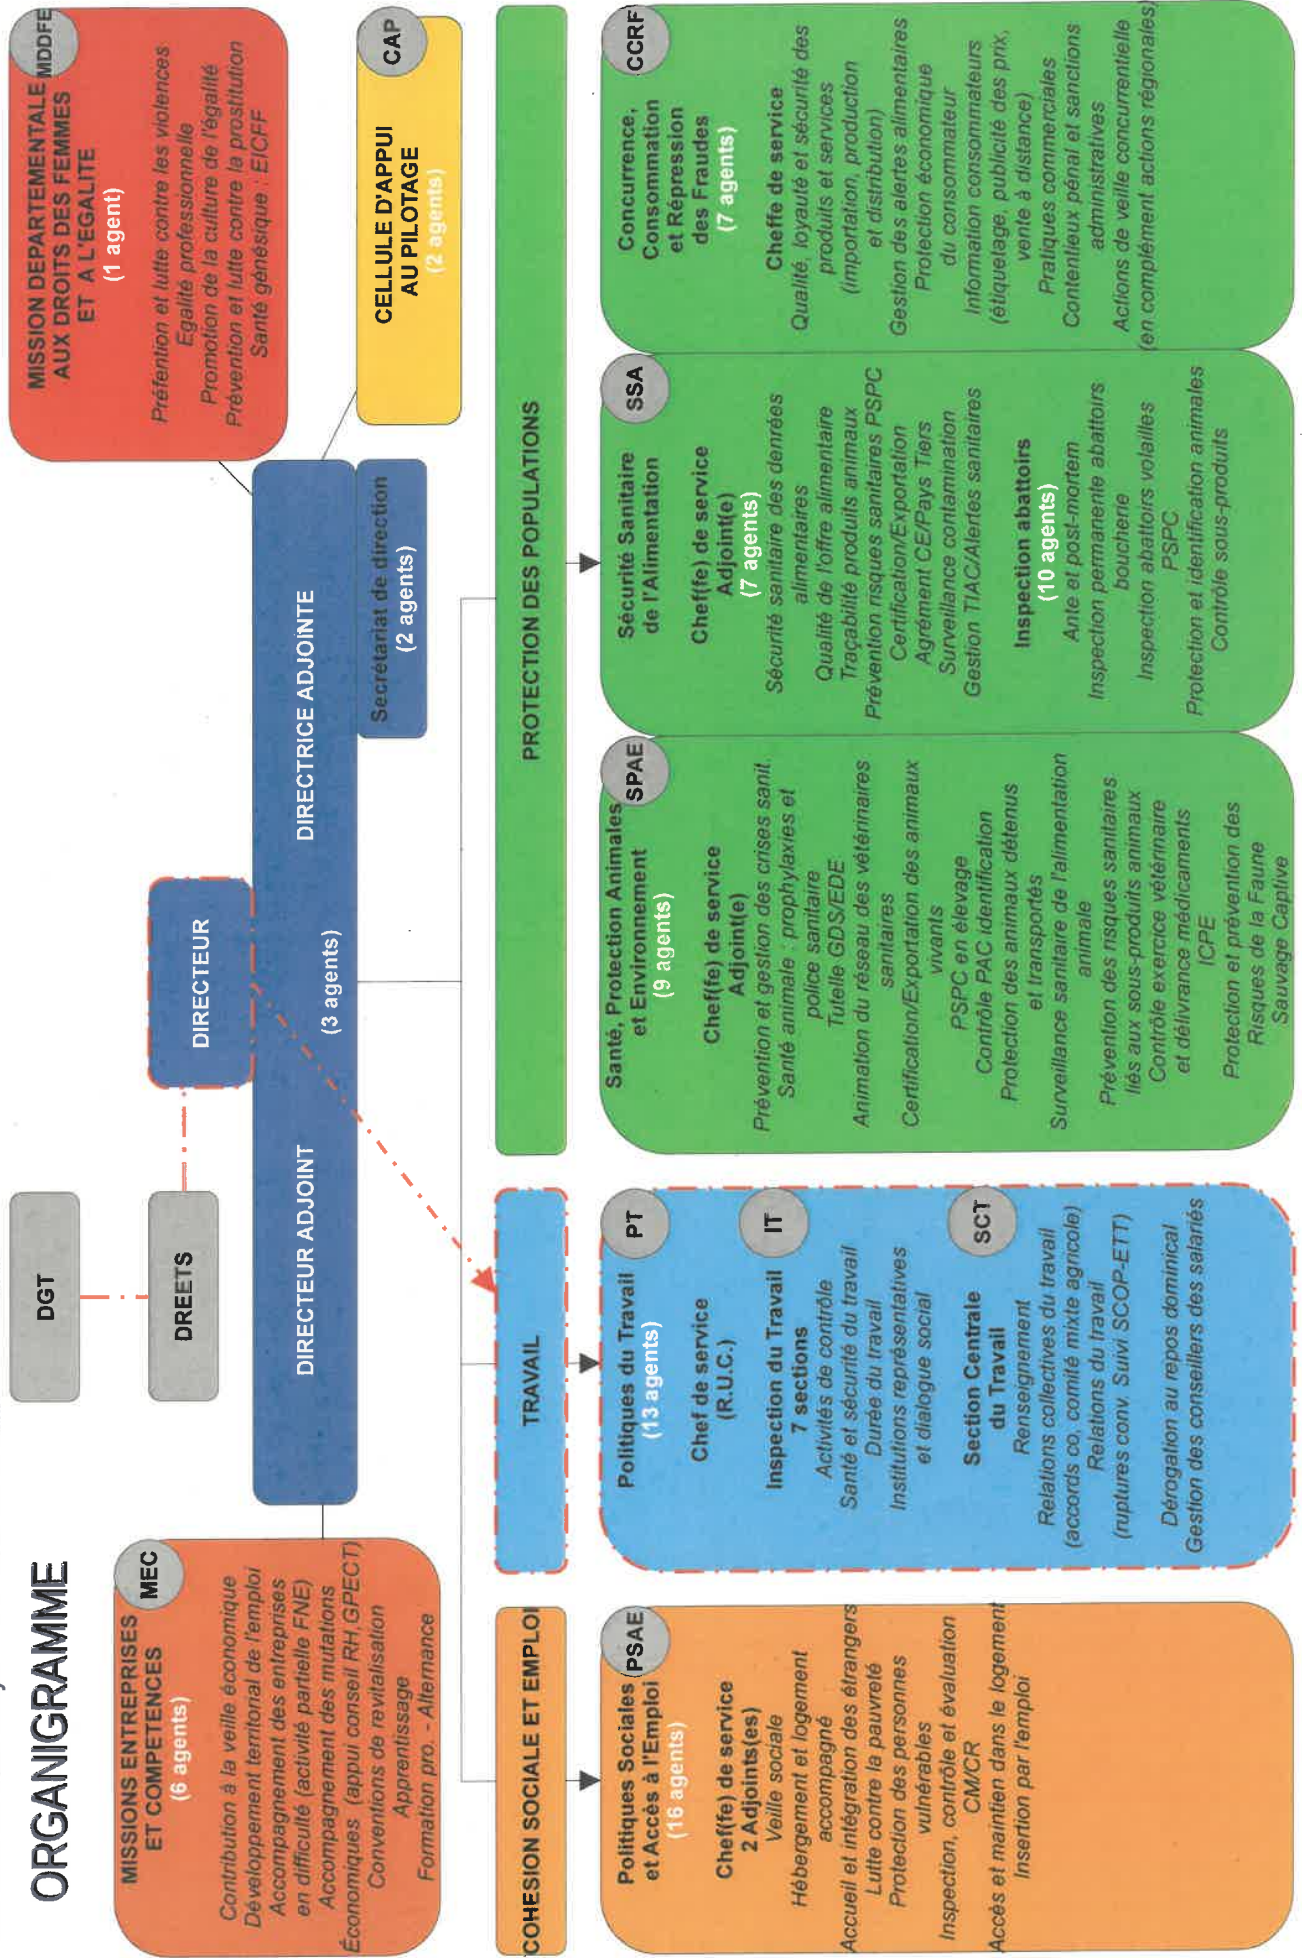 ORGANIGRAMME
DGT
DREETS
DIRECTEUR
MISSION DEPARTEMENTALE
AUX DROITS DES FEMMES
ET A L'EGALITE
(1 agent)
MDDFE
Préfention et lutte contre les violences
Egalité professionnelle
Promotion de la culture de l'égalité
Prévention et lutte contre la prostitution
Santé génésique : EICFF
MISSIONS ENTREPRISES
ET COMPETENCES
(6 agents)
MEC
Contribution à la veille économique
Développement territorial de l'emploi
Accompagnement des entreprises
en difficulté (activité partielle FNE)
Accompagnement des mutations
Économiques (appui conseil RH,GPECT)
Conventions de revitalisation
Apprentissage
Formation pro. - Alternance
DIRECTEUR ADJOINT
(3 agents)
DIRECTRICE ADJOINTE
Secrétariat de direction
(2 agents)
CELLULE D'APPUI
AU PILOTAGE
(2 agents)
CAP
COHESION SOCIALE ET EMPLOI
TRAVAIL
PROTECTION DES POPULATIONS
Politiques Sociales
et Accès à l'Emploi
(16 agents)
PSAE
Chef(fe) de service
2 Adjoints(es)
Veille sociale
Hébergement et logement
accompagné
Accueil et intégration des étrangers
Lutte contre la pauvreté
Protection des personnes
vulnérables
Inspection, contrôle et évaluation
CM/CR
Accès et maintien dans le logement
Insertion par l'emploi
Politiques du Travail
(13 agents)
PT
Chef de service
(R.U.C.)
Inspection du Travail
7 sections
IT
Activités de contrôle
Santé et sécurité du travail
Durée du travail
Institutions représentatives
et dialogue social
Section Centrale
du Travail
SCT
Renseignement
Relations collectives du travail
(accords co, comité mixte agricole)
Relations du travail
(ruptures conv. Suivi SCOP-ETT)
Dérogation au repos dominical
Gestion des conseillers des salariés
Santé, Protection Animales
et Environnement
(9 agents)
SPAE
Chef(fe) de service
Adjoint(e)
Prévention et gestion des crises sanit.
Santé animale : prophylaxies et
police sanitaire
Tutelle GDS/EDE
Animation du réseau des vétérinaires
sanitaires
Certification/Exportation des animaux
vivants
PSPC en élevage
Contrôle PAC identification
Protection des animaux détenus
et transportés
Surveillance sanitaire de l'alimentation
animale
Prévention des risques sanitaires
liés aux sous-produits animaux
Contrôle exercice vétérinaire
et délivrance médicaments
ICPE
Protection et prévention des
Risques de la Faune
Sauvage Captive
Sécurité Sanitaire
de l'Alimentation
SSA
Chef(fe) de service
Adjoint(e)
(7 agents)
Sécurité sanitaire des denrées
alimentaires
Qualité de l'offre alimentaire
Traçabilité produits animaux
Prévention risques sanitaires PSPC
Certification/Exportation
Agrément CE/Pays Tiers
Surveillance contamination
Gestion TIAC/Alertes sanitaires
Inspection abattoirs
(10 agents)
Ante et post-mortem
Inspection permanente abattoirs
boucherie
Inspection abattoirs volailles
PSPC
Protection et identification animales
Contrôle sous-produits
Concurrence,
Consommation
et Répression
des Fraudes
(7 agents)
CCRF
Cheffe de service
Qualité, loyauté et sécurité des
produits et services
(importation, production
et distribution)
Gestion des alertes alimentaires
Protection économique
du consommateur
Information consommateurs
(étiquetage, publicité des prix,
vente à distance)
Pratiques commerciales
Contentieux pénal et sanctions
administratives
Actions de veille concurrentielle
(en complément actions régionales)